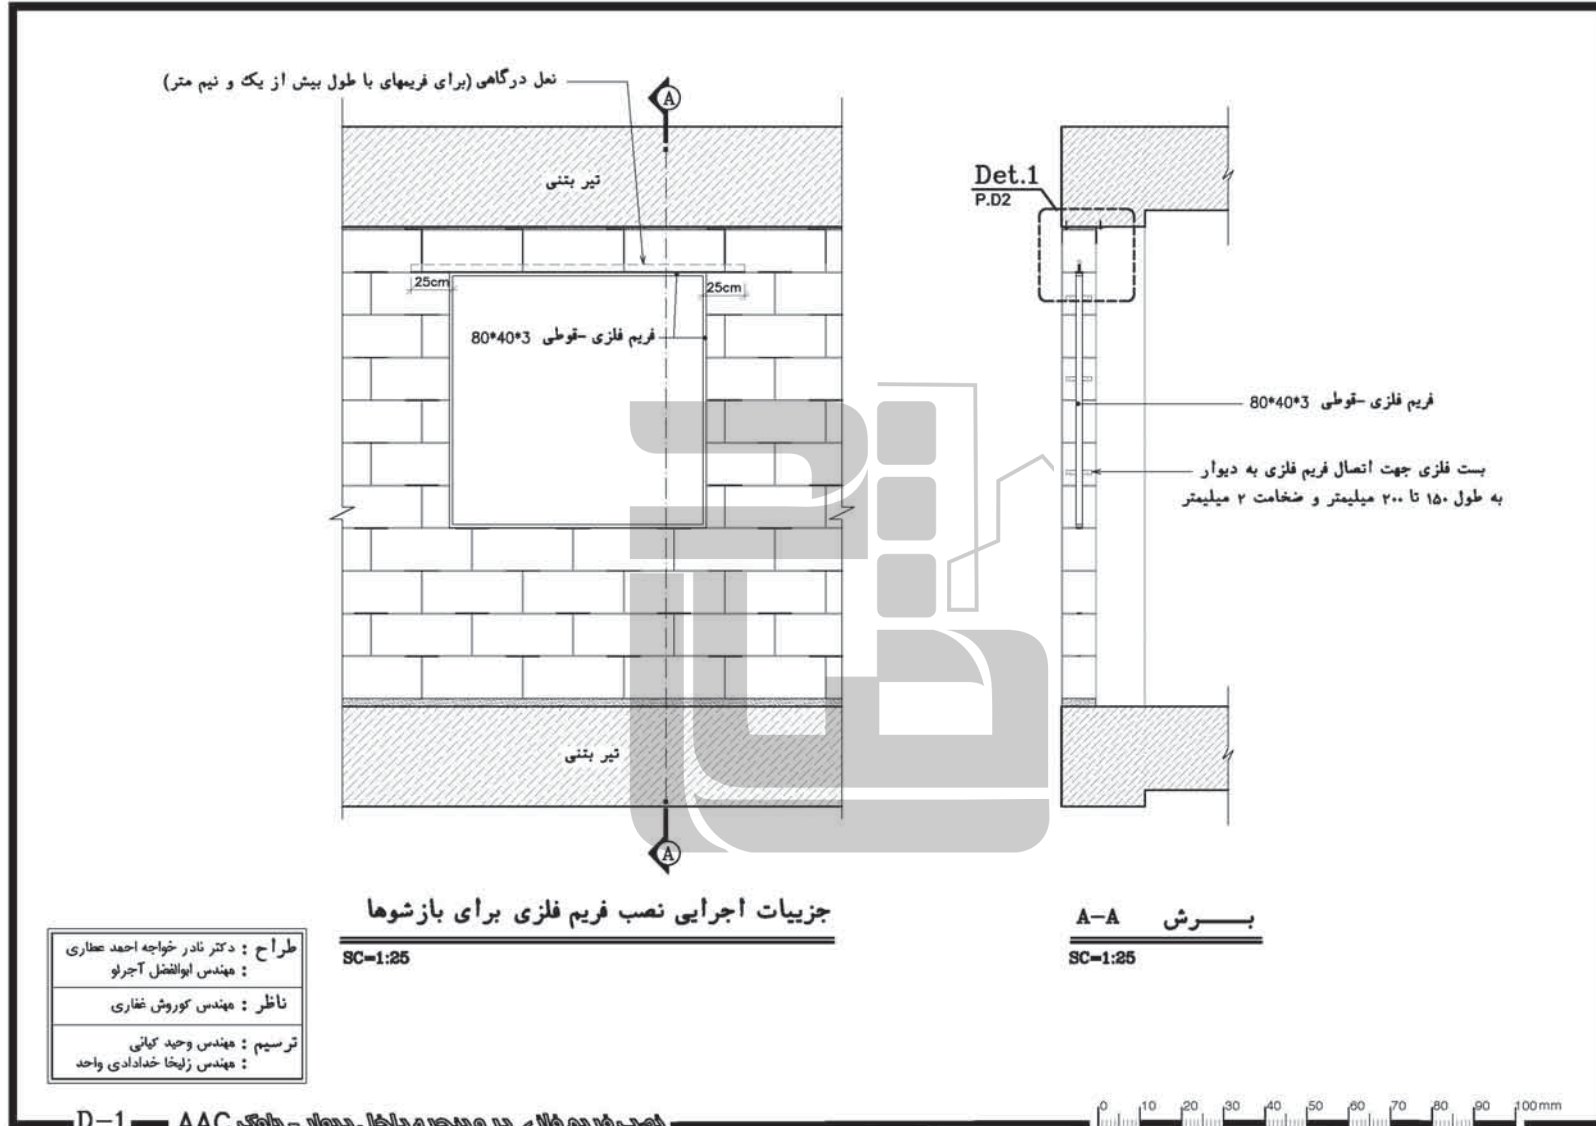 نعل درگاهی (برای فریمهای با طول بیش از یک و نیم متر)
A
تیر بتنی
Det.1
P.D2
25cm
25cm
فریم فلزی -قوطی 3*40*80
فریم فلزی -قوطی 3*40*80
بست فلزی جهت اتصال فریم فلزی به دیوار
به طول ۱۵۰ تا ۲۰۰ میلیمتر و ضخامت ۲ میلیمتر
تیر بتنی
A
جزییات اجرایی نصب فریم فلزی برای بازشوها
SC=1:25
برش A-A
SC=1:25
طراح : دکتر نادر خواجه احمد عطاری
: مهندس ابوالفضل آجرلو
ناظر : مهندس کوروش غفاری
ترسیم : مهندس وحید کیانی
: مهندس زلیخا خدادادی واحد
D-1
AAC
0 10 20 30 40 50 60 70 80 90 100mm